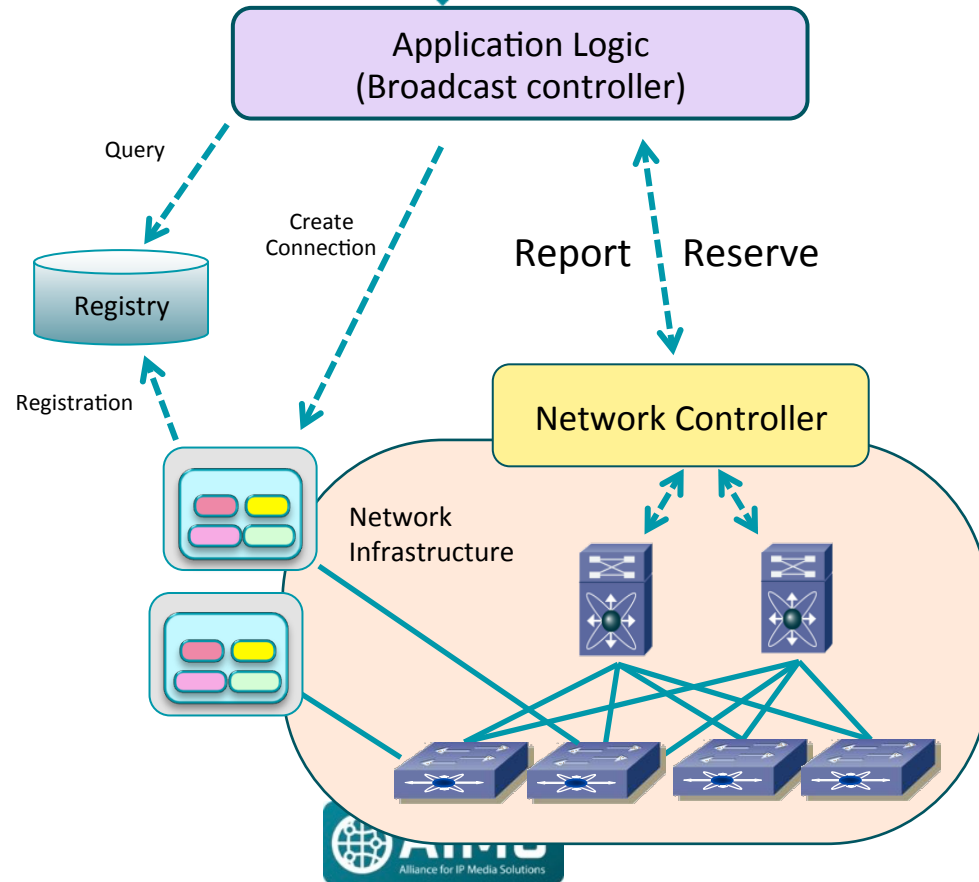 Application Logic
(Broadcast controller)
Query
Create
Connection
Report Reserve
Registry
Registration
Network Controller
Network
Infrastructure
Alliance for IP Media Solutions